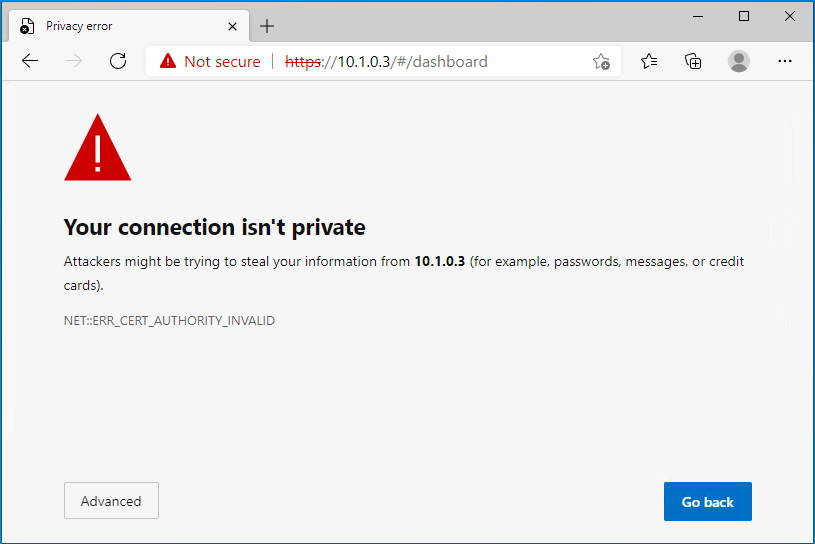 Privacy error
Not secure | https://10.1.0.3/#/dashboard
Your connection isn't private
Attackers might be trying to steal your information from 10.1.0.3 (for example, passwords, messages, or credit
cards).
NET::ERR_CERT_AUTHORITY_INVALID
Advanced
Go back